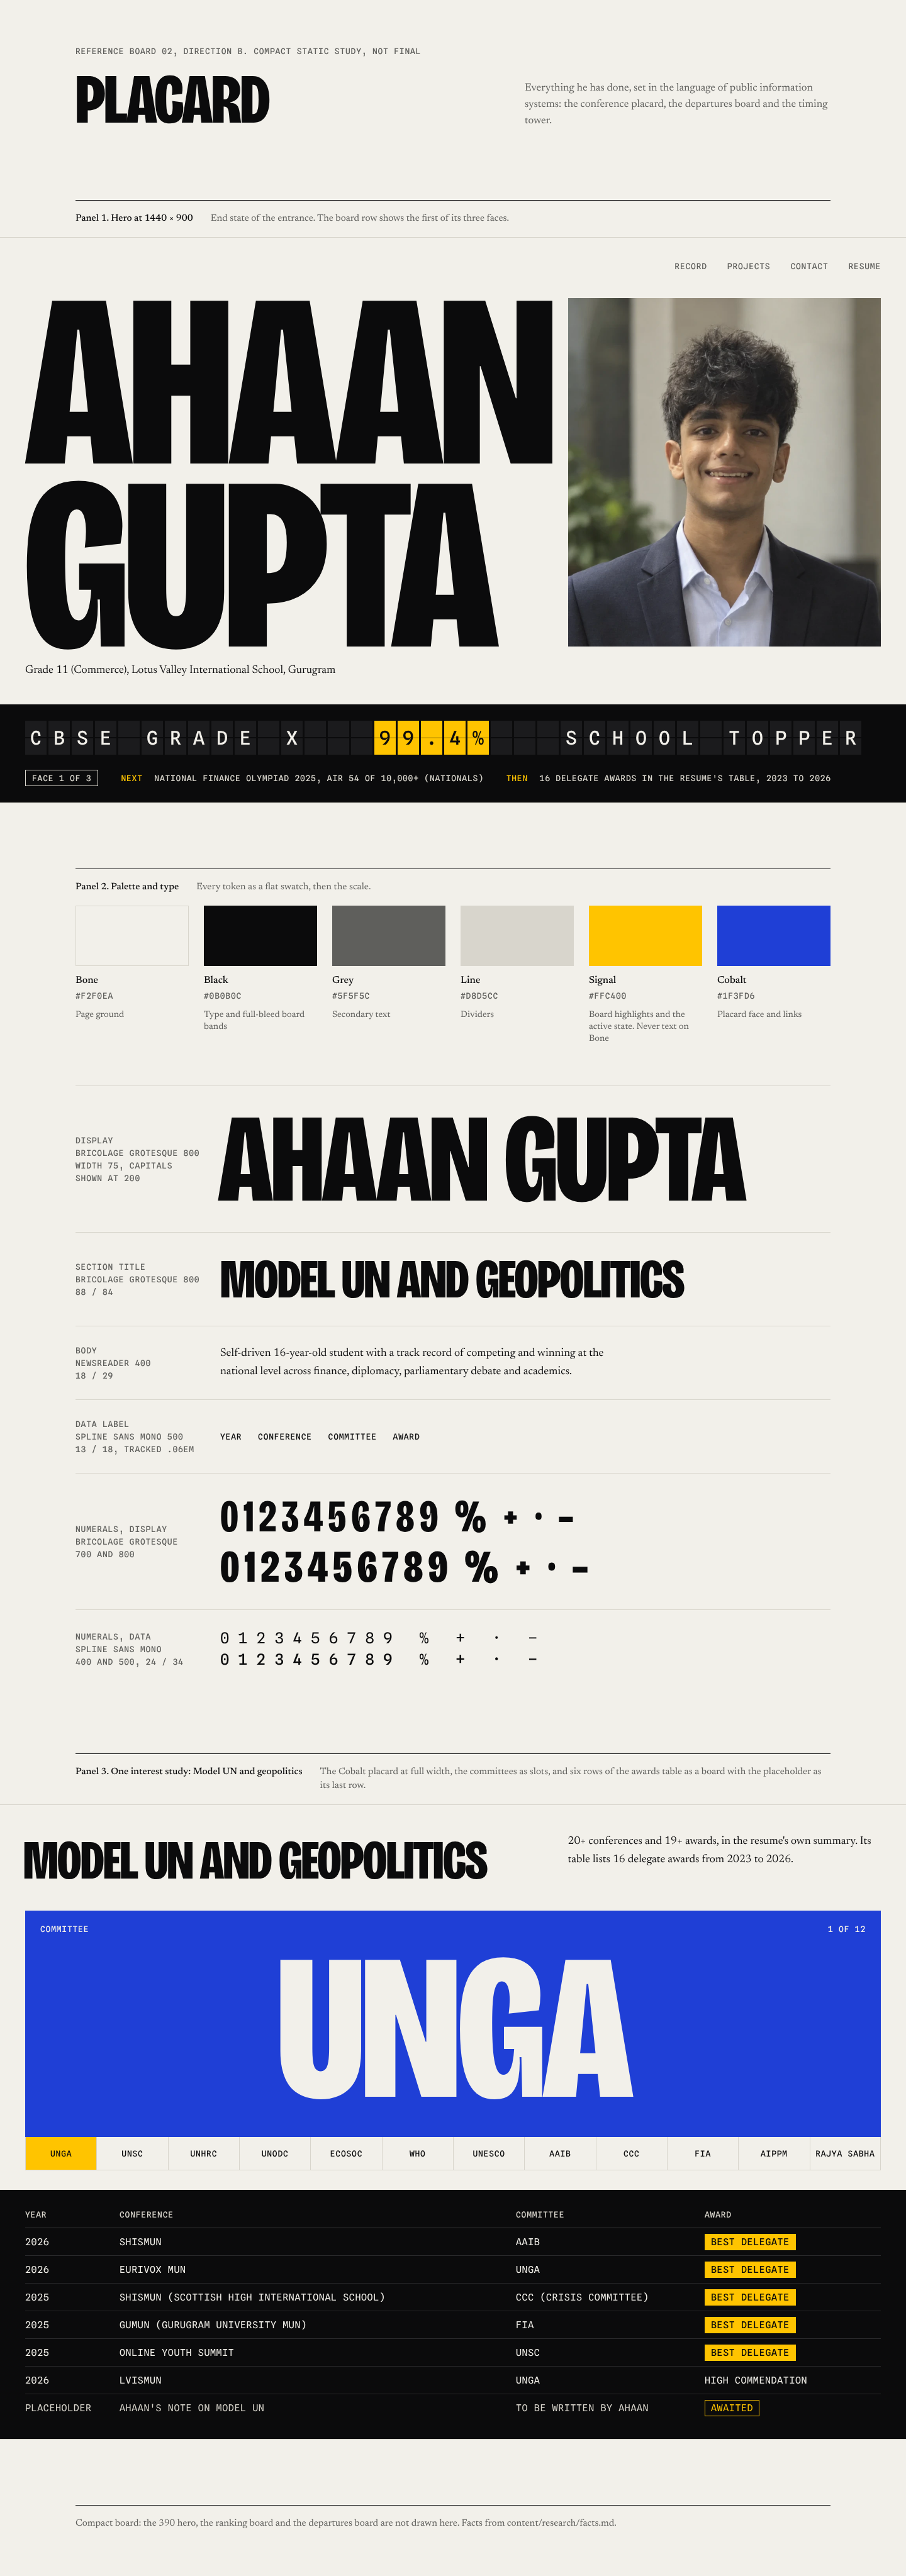 REFERENCE BOARD 02, DIRECTION B. COMPACT STATIC STUDY, NOT FINAL
PLACARD
Everything he has done, set in the language of public information
systems: the conference placard, the departures board and the timing
tower.
Panel 1. Hero at 1440 × 900 End state of the entrance. The board row shows the first of its three faces.
RECORD PROJECTS CONTACT RESUME
AHAAN
GUPTA
Grade 11 (Commerce), Lotus Valley International School, Gurugram
CBSE GRADE X 99.4% SCHOOL TOPPER
FACE 1 OF 3 NEXT NATIONAL FINANCE OLYMPIAD 2025, AIR 54 OF 10,000+ (NATIONALS) THEN 16 DELEGATE AWARDS IN THE RESUME'S TABLE, 2023 TO 2026
Panel 2. Palette and type Every token as a flat swatch, then the scale.
Bone
#F2F0EA
Page ground
Black
#0B0B0C
Type and full-bleed board
bands
Grey
#5F5F5C
Secondary text
Line
#D8D5CC
Dividers
Signal
#FFC400
Board highlights and the
active state. Never text on
Bone
Cobalt
#1F3FD6
Placard face and links
DISPLAY
BRICOLAGE GROTESQUE 800
WIDTH 75, CAPITALS
SHOWN AT 200
AHAAN GUPTA
SECTION TITLE
BRICOLAGE GROTESQUE 800
88 / 84
MODEL UN AND GEOPOLITICS
BODY
NEWSREADER 400
18 / 29
Self-driven 16-year-old student with a track record of competing and winning at the
national level across finance, diplomacy, parliamentary debate and academics.
DATA LABEL
SPLINE SANS MONO 500
13 / 18, TRACKED .06EM
YEAR CONFERENCE COMMITTEE AWARD
NUMERALS, DISPLAY
BRICOLAGE GROTESQUE
700 AND 800
0123456789 % + · –
0123456789 % + · –
NUMERALS, DATA
SPLINE SANS MONO
400 AND 500, 24 / 34
0 1 2 3 4 5 6 7 8 9 % + · –
0 1 2 3 4 5 6 7 8 9 % + · –
Panel 3. One interest study: Model UN and geopolitics The Cobalt placard at full width, the committees as slots, and six rows of the awards table as a board with the placeholder as
its last row.
MODEL UN AND GEOPOLITICS
20+ conferences and 19+ awards, in the resume's own summary. Its
table lists 16 delegate awards from 2023 to 2026.
COMMITTEE 1 OF 12
UNGA
UNGA UNSC UNHRC UNODC ECOSOC WHO UNESCO AAIB CCC FIA AIPPM RAJYA SABHA
YEAR CONFERENCE COMMITTEE AWARD
2026 SHISMUN AAIB BEST DELEGATE
2026 EURIVOX MUN UNGA BEST DELEGATE
2025 SHISMUN (SCOTTISH HIGH INTERNATIONAL SCHOOL) CCC (CRISIS COMMITTEE) BEST DELEGATE
2025 GUMUN (GURUGRAM UNIVERSITY MUN) FIA BEST DELEGATE
2025 ONLINE YOUTH SUMMIT UNSC BEST DELEGATE
2026 LVISMUN UNGA HIGH COMMENDATION
PLACEHOLDER AHAAN'S NOTE ON MODEL UN TO BE WRITTEN BY AHAAN AWAITED
Compact board: the 390 hero, the ranking board and the departures board are not drawn here. Facts from content/research/facts.md.